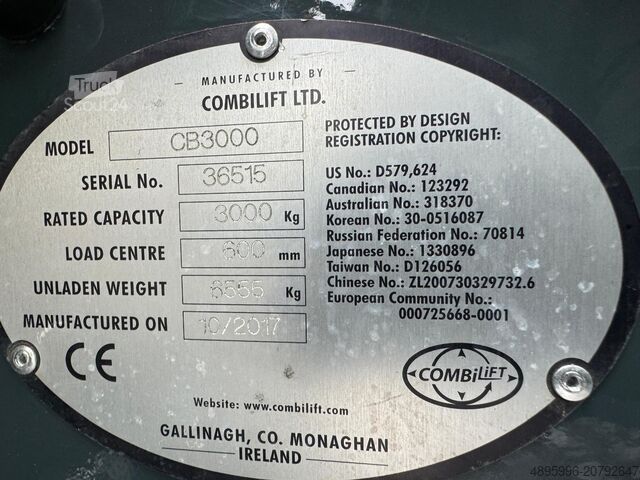 MANUFACTURED BY
COMBILIFT LTD.
MODEL CB3000
SERIAL No. 36515
RATED CAPACITY 3000 Kg
LOAD CENTRE 600 mm
UNLADEN WEIGHT 6555 Kg
MANUFACTURED ON 10/2017
CE
PROTECTED BY DESIGN
REGISTRATION COPYRIGHT:
US No.: D579,624
Canadian No.: 123292
Australian No.: 318370
Korean No.: 30-0516087
Russian Federation No.: 70814
Japanese No.: 1330896
Taiwan No.: D126056
Chinese No.: ZL200730329732.6
European Community No.:
000725668-0001
COMBiLiFT
Website: www.combilift.com
GALLINAGH, CO. MONAGHAN
IRELAND
Truck
Scout24
4895996-20792647